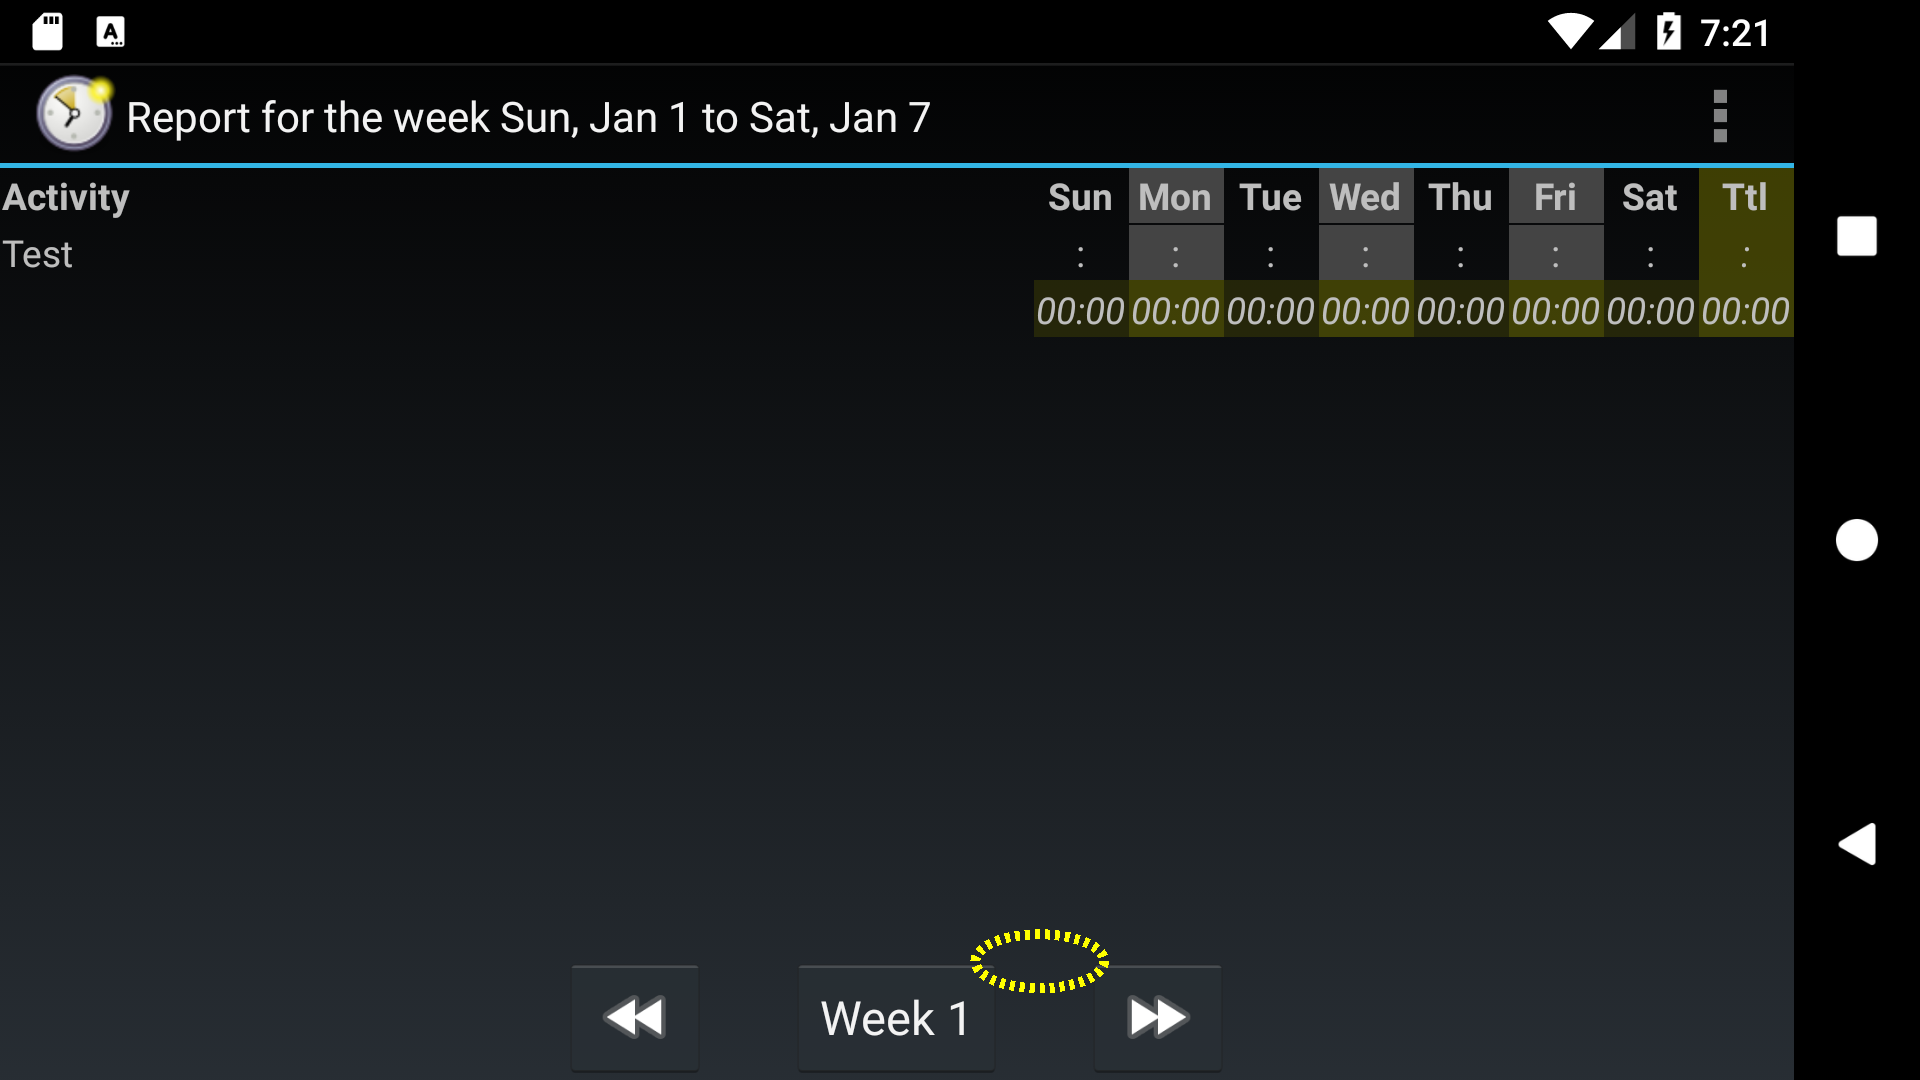 7:21
Report for the week Sun, Jan 1 to Sat, Jan 7
Activity Sun Mon Tue Wed Thu Fri Sat Ttl
Test : : : : : : : :
00:00 00:00 00:00 00:00 00:00 00:00 00:00 00:00
Week 1